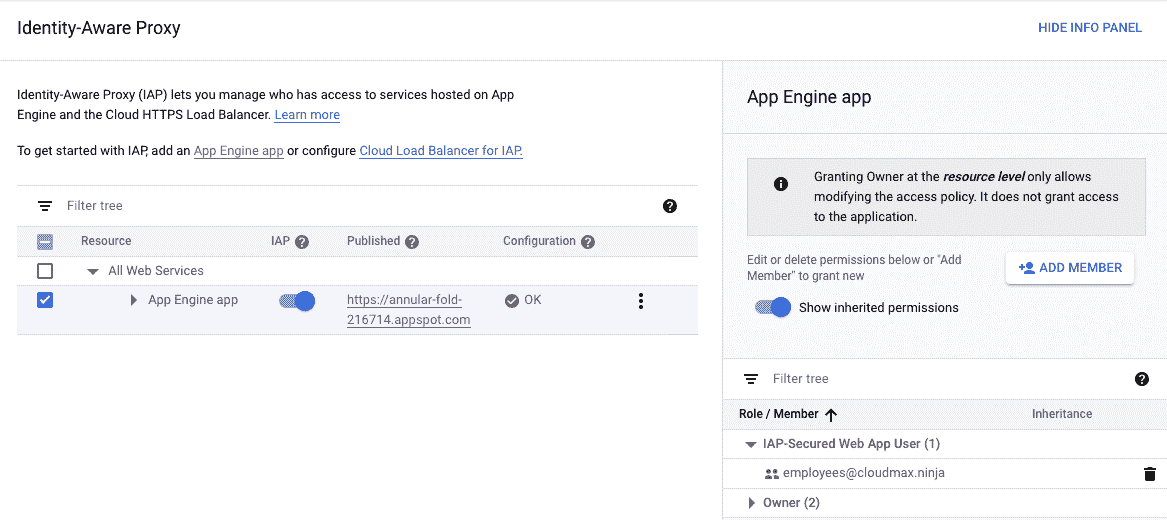 Identity-Aware Proxy
HIDE INFO PANEL
Identity-Aware Proxy (IAP) lets you manage who has access to services hosted on App
Engine and the Cloud HTTPS Load Balancer. Learn more
To get started with IAP, add an App Engine app or configure Cloud Load Balancer for IAP.
Filter tree
Resource IAP Published Configuration
All Web Services
App Engine app https://annular-fold- OK
216714.appspot.com
App Engine app
Granting Owner at the resource level only allows
modifying the access policy. It does not grant access
to the application.
Edit or delete permissions below or "Add
Member" to grant new
ADD MEMBER
Show inherited permissions
Filter tree
Role / Member Inheritance
IAP-Secured Web App User (1)
employees@cloudmax.ninja
Owner (2)